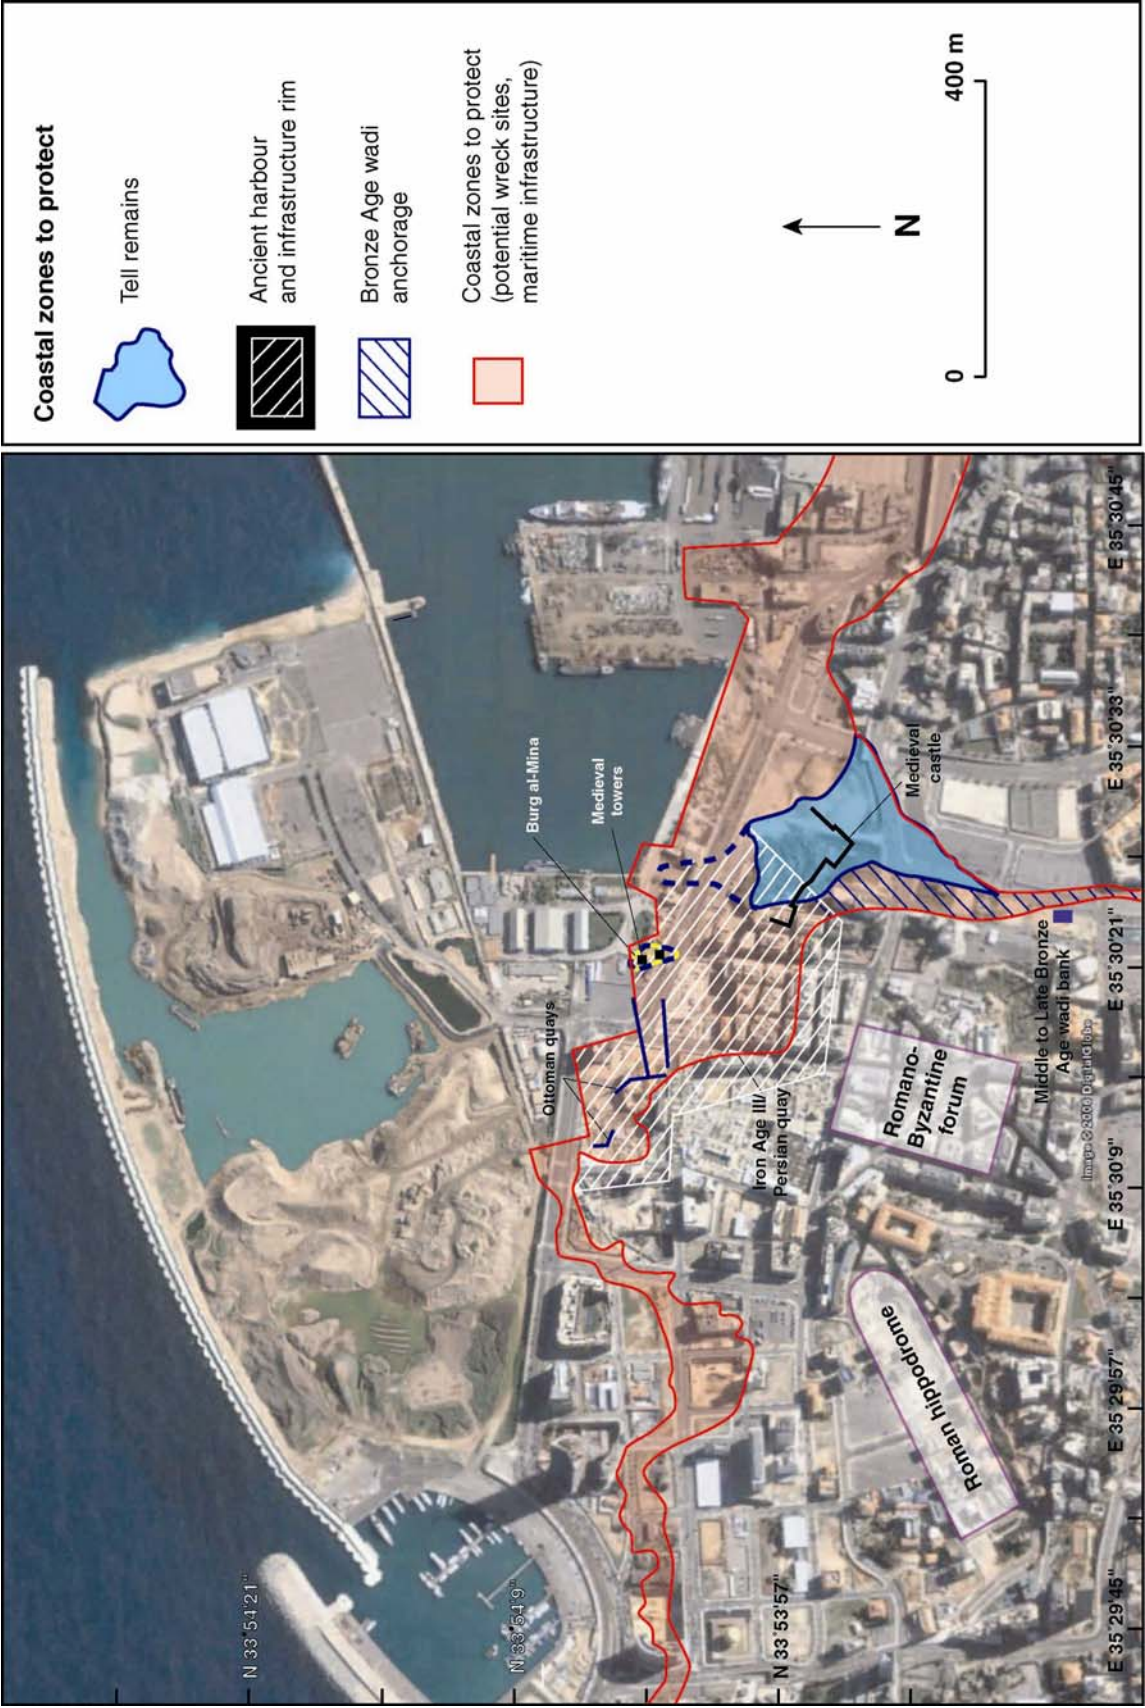 Coastal zones to protect
Tell remains
Ancient harbour
and infrastructure rim
Bronze Age wadi
anchorage
Coastal zones to protect
(potential wreck sites,
maritime infrastructure)
N
0
400 m
N 33°54'21"
N 33°54'9"
N 33°53'57"
Burg al-Mina
Medieval
towers
Ottoman quays
Iron Age III/
Persian quay
Medieval
castle
Middle to Late Bronze
Age wadi bank
Romano-
Byzantine
forum
Roman hippodrome
E 35°29'45"
E 35°29'57"
E 35°30'9"
E 35°30'21"
E 35°30'33"
E 35°30'45"